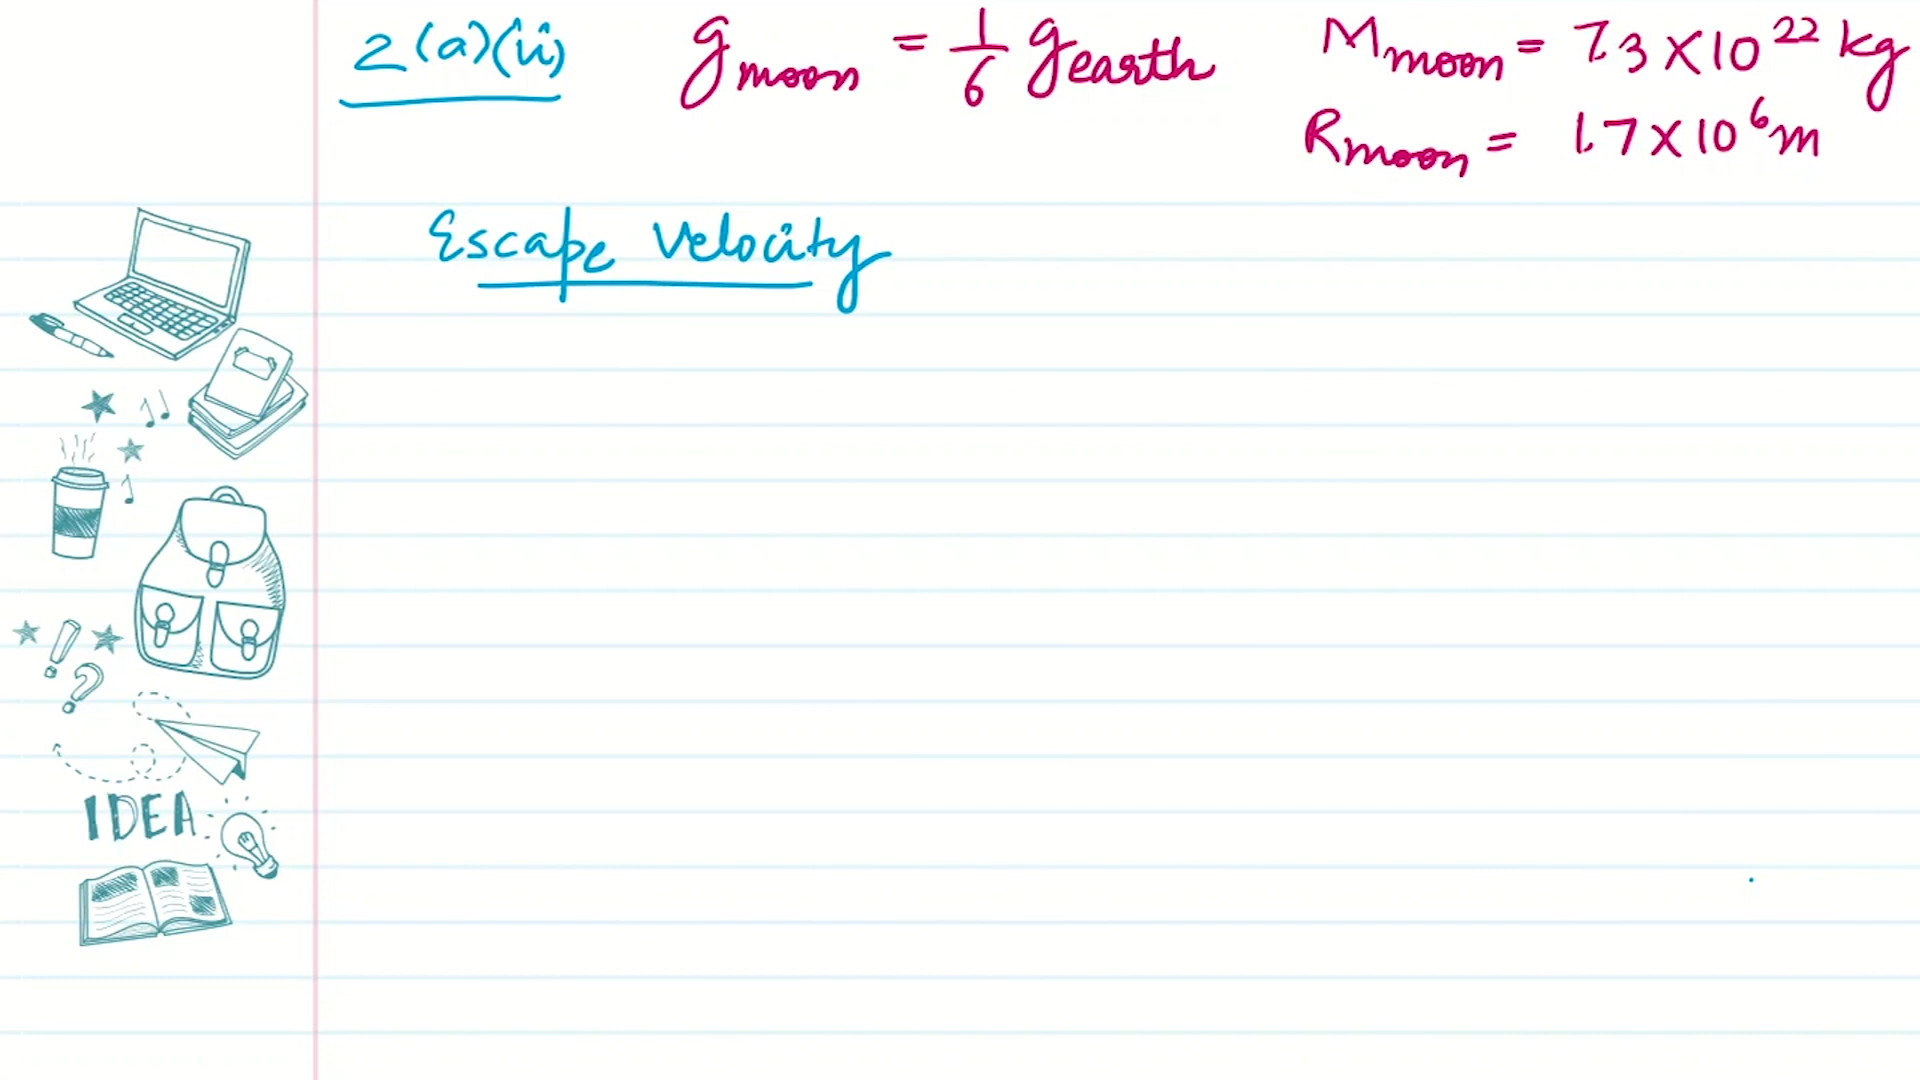 2(a)(ii)
g moon = 1/6 g earth
M moon = 7.3 X 10^22 kg
R moon = 1.7 X 10^6 m
Escape Velocity
IDEA